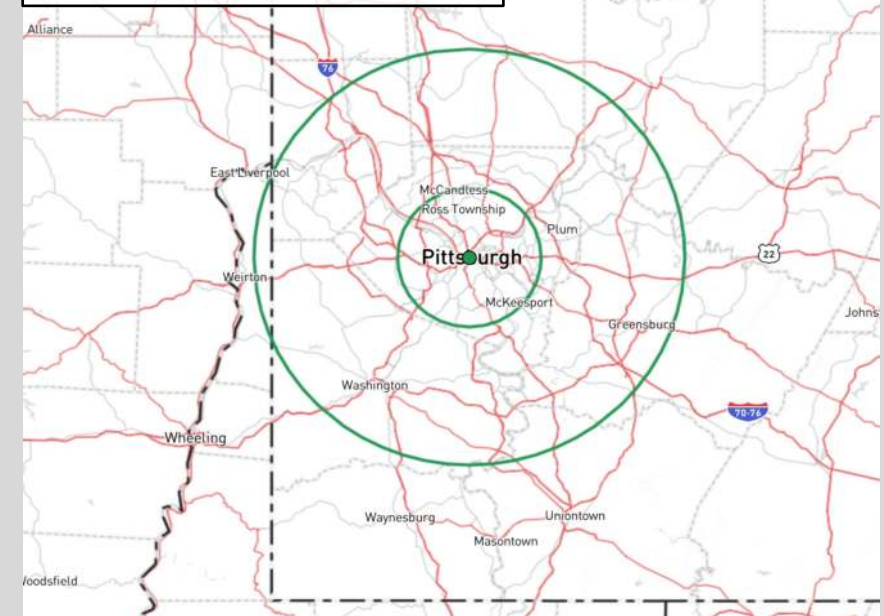 Alliance
76
East Liverpool
McCandless
Ross Township
Plum
Pittsburgh
22
Weirton
McKeesport
Johns
Greensburg
Washington
70-76
Wheeling
Waynesburg
Uniontown
Masontown
Woodsfield